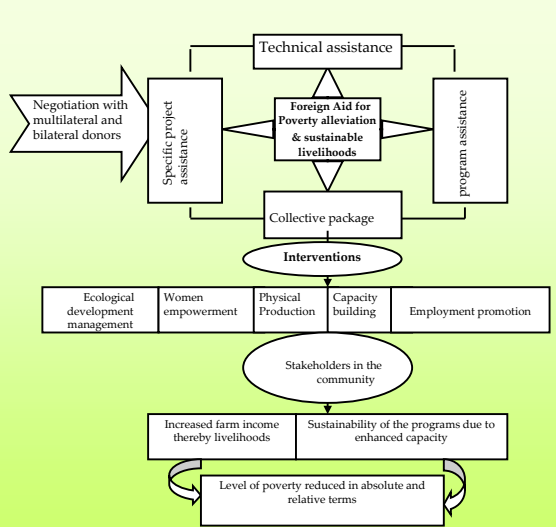 Technical assistance
Negotiation with
multilateral and
bilateral donors
Specific project
assistance
Foreign Aid for
Poverty alleviation
& sustainable
livelihoods
program assistance
Collective package
Interventions
Ecological
development
management
Women
empowerment
Physical
Production
Capacity
building
Employment promotion
Stakeholders in the
community
Increased farm income
thereby livelihoods
Sustainability of the programs due to
enhanced capacity
Level of poverty reduced in absolute and
relative terms